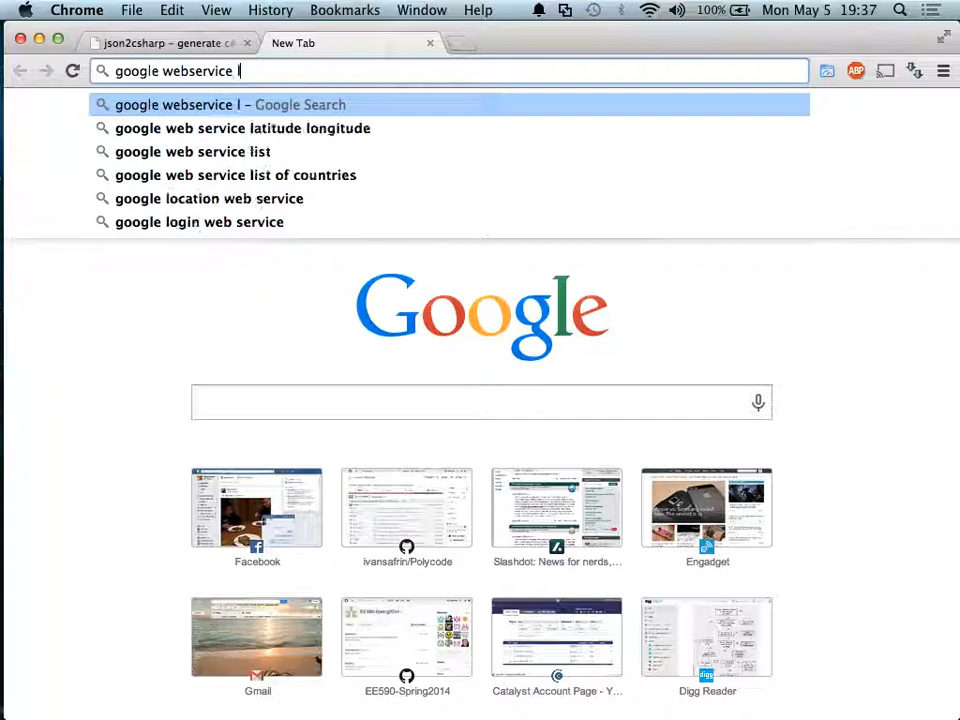 Chrome File Edit View History Bookmarks Window Help 100% Mon May 5 19:37
json2csharp – generate c# New Tab
google webservice l
google webservice l – Google Search
google web service latitude longitude
google web service list
google web service list of countries
google location web service
google login web service
Google
Facebook ivansafrin/Polycode Slashdot: News for nerds,... Engadget
Gmail EE590-Spring2014 Catalyst Account Page – Y... Digg Reader